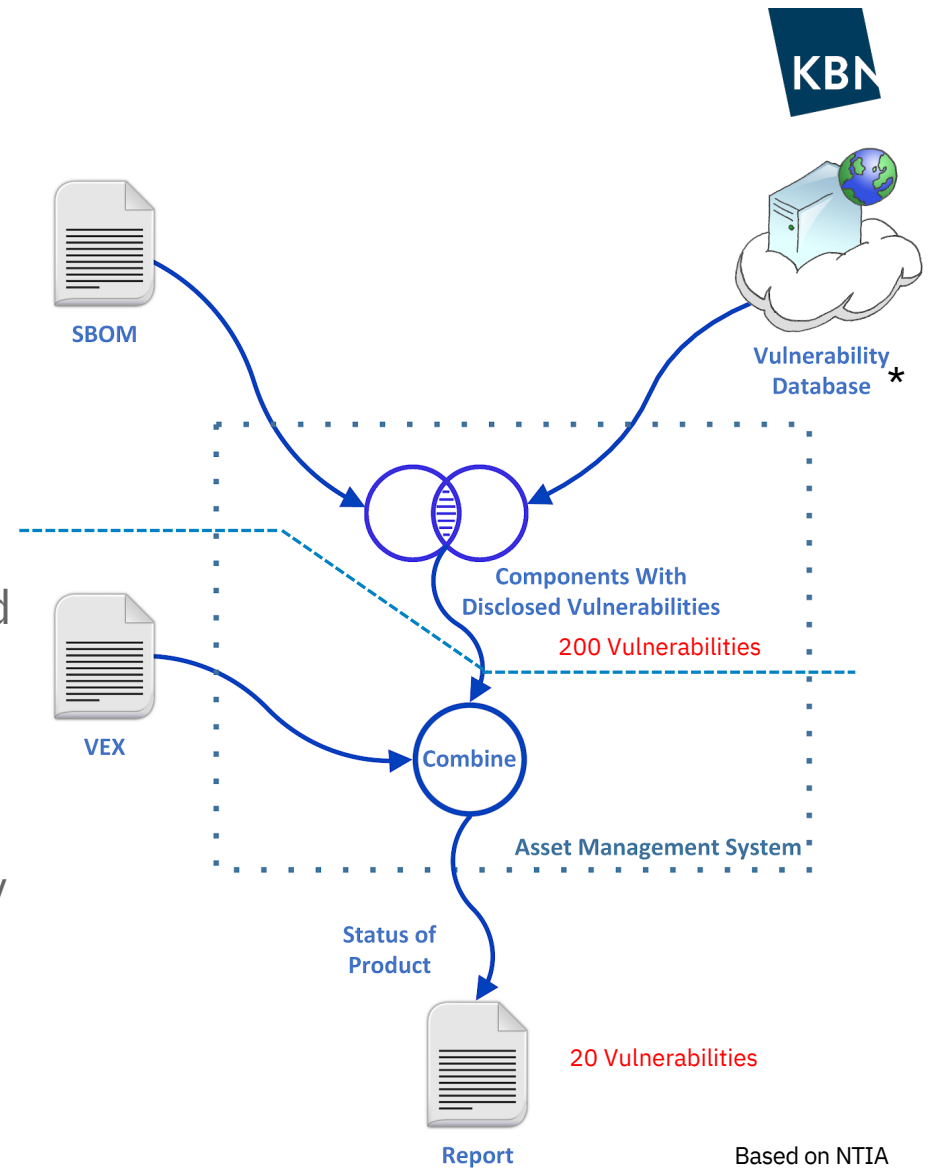 KBN
SBOM
Vulnerability
Database *
Components With
Disclosed Vulnerabilities
200 Vulnerabilities
VEX
Combine
Asset Management System
Status of
Product
20 Vulnerabilities
Report
Based on NTIA